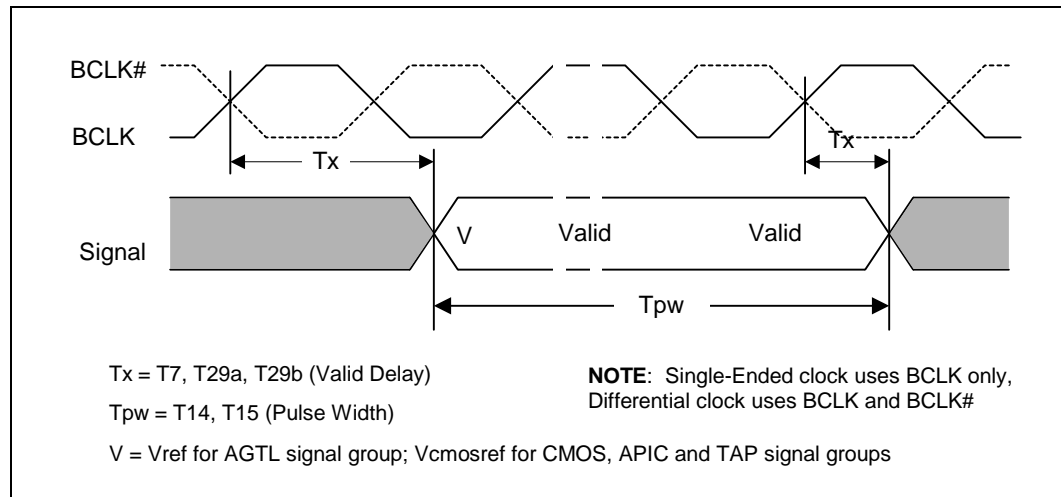 BCLK#
BCLK
Tx
Tx
Signal
V
Valid
Valid
Tpw
Tx = T7, T29a, T29b (Valid Delay)
Tpw = T14, T15 (Pulse Width)
V = Vref for AGTL signal group; Vcmosref for CMOS, APIC and TAP signal groups
NOTE: Single-Ended clock uses BCLK only,
Differential clock uses BCLK and BCLK#